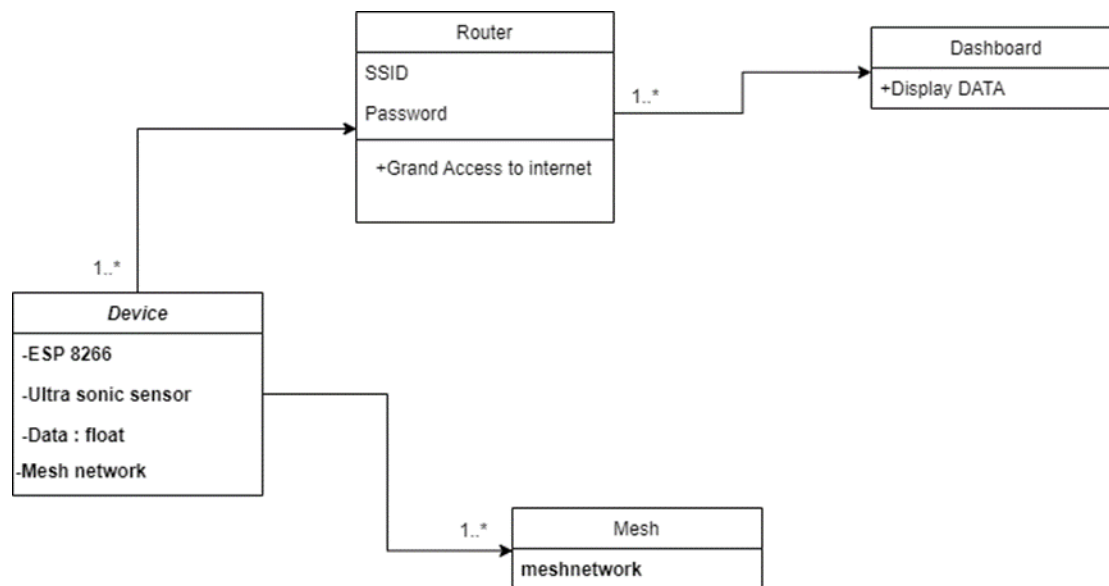 Router
SSID
Password
+Grand Access to internet
1..*
Dashboard
+Display DATA
1..*
Device
-ESP 8266
-Ultra sonic sensor
-Data : float
-Mesh network
1..*
Mesh
meshnetwork